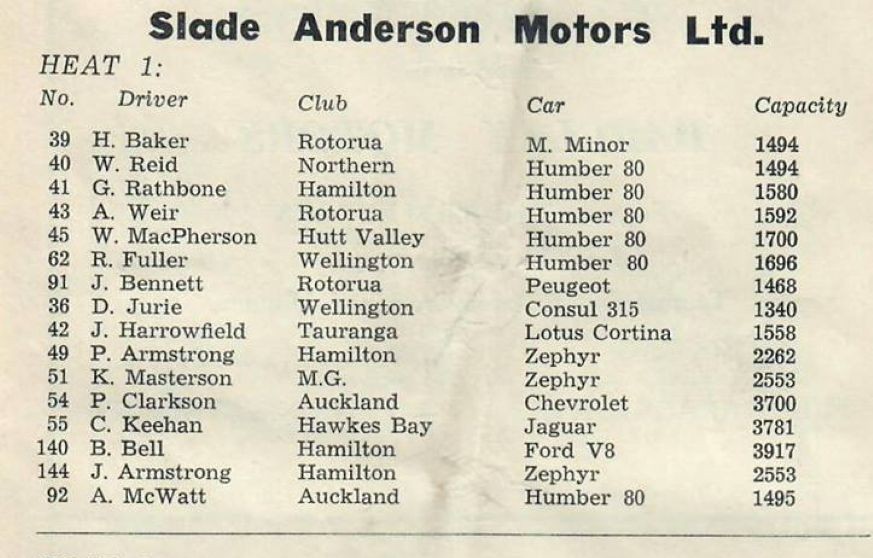 Slade Anderson Motors Ltd.
HEAT 1:
No. Driver Club Car Capacity
39 H. Baker Rotorua M. Minor 1494
40 W. Reid Northern Humber 80 1494
41 G. Rathbone Hamilton Humber 80 1580
43 A. Weir Rotorua Humber 80 1592
45 W. MacPherson Hutt Valley Humber 80 1700
62 R. Fuller Wellington Humber 80 1696
91 J. Bennett Rotorua Peugeot 1468
36 D. Jurie Wellington Consul 315 1340
42 J. Harrowfield Tauranga Lotus Cortina 1558
49 P. Armstrong Hamilton Zephyr 2262
51 K. Masterson M.G. Zephyr 2553
54 P. Clarkson Auckland Chevrolet 3700
55 C. Keehan Hawkes Bay Jaguar 3781
140 B. Bell Hamilton Ford V8 3917
144 J. Armstrong Hamilton Zephyr 2553
92 A. McWatt Auckland Humber 80 1495